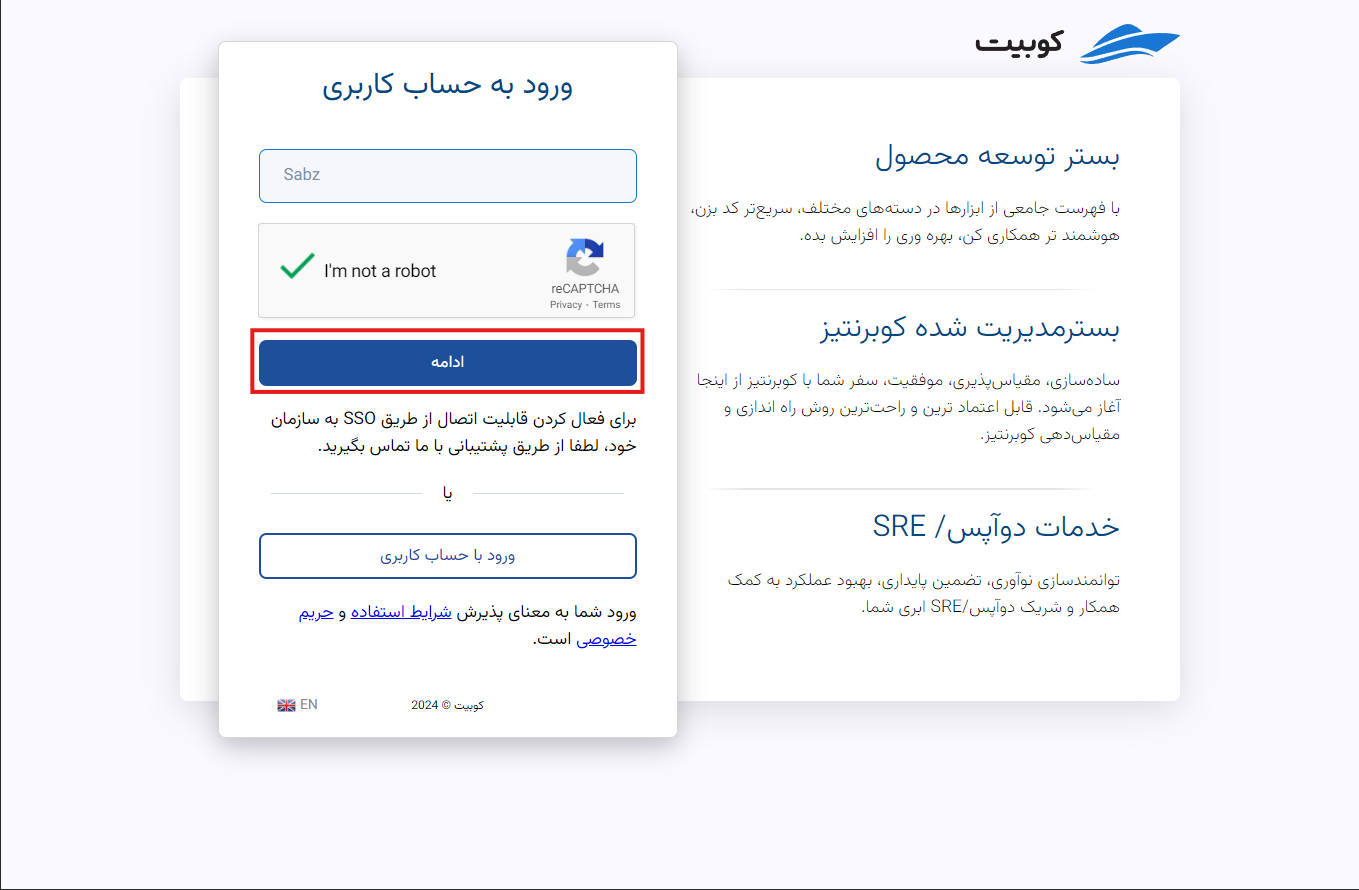 کوبیت
بستر توسعه محصول
با فهرست جامعی از ابزارها در دسته‌های مختلف، سریع‌تر کد بزن،
هوشمند تر همکاری کن، بهره وری را افزایش بده.
بسترمدیریت شده کوبرنتیز
ساده‌سازی، مقیاس‌پذیری، موفقیت، سفر شما با کوبرنتیز از اینجا
آغاز می‌شود. قابل اعتماد ترین و راحت‌ترین روش راه اندازی و
مقیاس‌دهی کوبرنتیز.
خدمات دوآپس/ SRE
توانمندسازی نوآوری، تضمین پایداری، بهبود عملکرد به کمک
همکار و شریک دوآپس/SRE ابری شما.
ورود به حساب کاربری
Sabz
I'm not a robot
reCAPTCHA
Privacy - Terms
ادامه
برای فعال کردن قابلیت اتصال از طریق SSO به سازمان
خود، لطفا از طریق پشتیبانی با ما تماس بگیرید.
یا
ورود با حساب کاربری
ورود شما به معنای پذیرش شرایط استفاده و حریم
خصوصی است.
کوبیت © 2024
EN